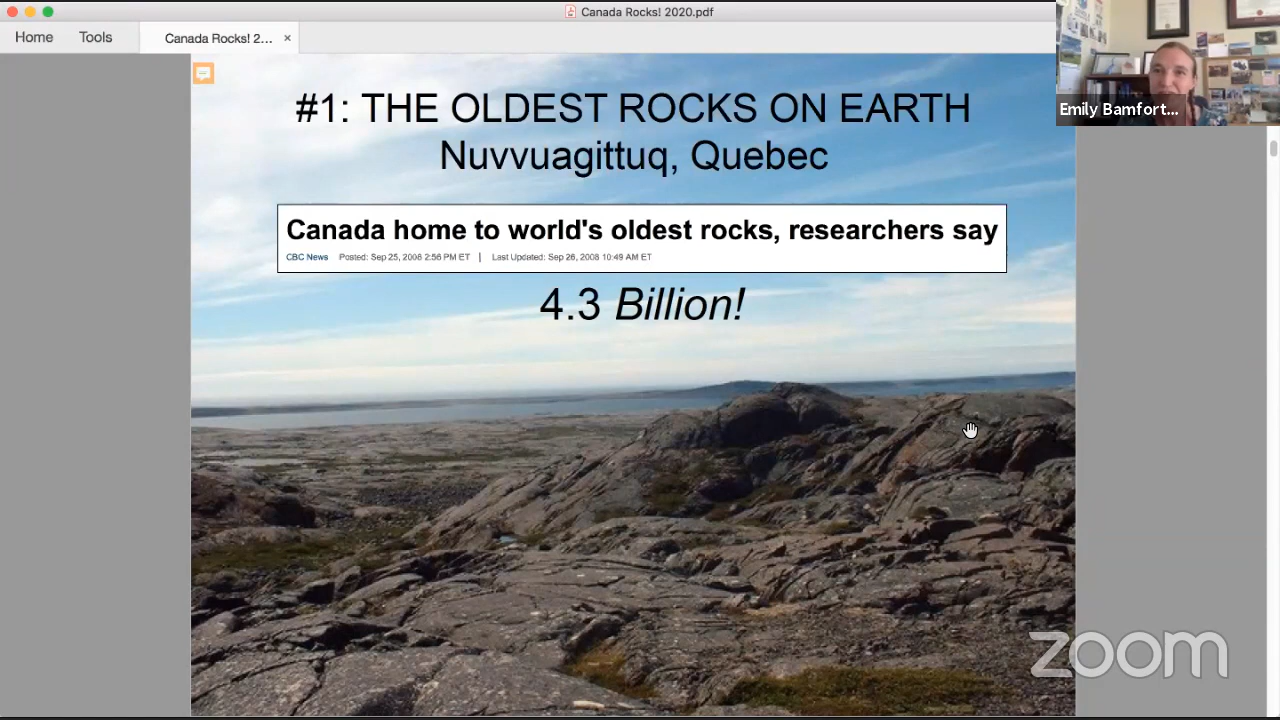 Canada Rocks! 2020.pdf
Home Tools Canada Rocks! 2... ×
Emily Bamfort...
#1: THE OLDEST ROCKS ON EARTH
Nuvvuagittuq, Quebec
Canada home to world's oldest rocks, researchers say
CBC News Posted: Sep 25, 2008 2:56 PM ET | Last Updated: Sep 26, 2008 10:49 AM ET
4.3 Billion!
zoom